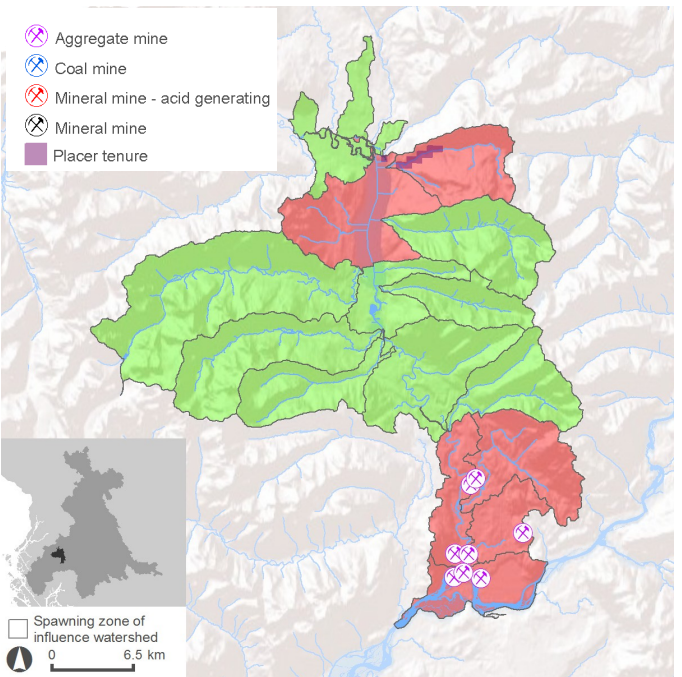 Aggregate mine
Coal mine
Mineral mine - acid generating
Mineral mine
Placer tenure
Spawning zone of
influence watershed
0 6.5 km